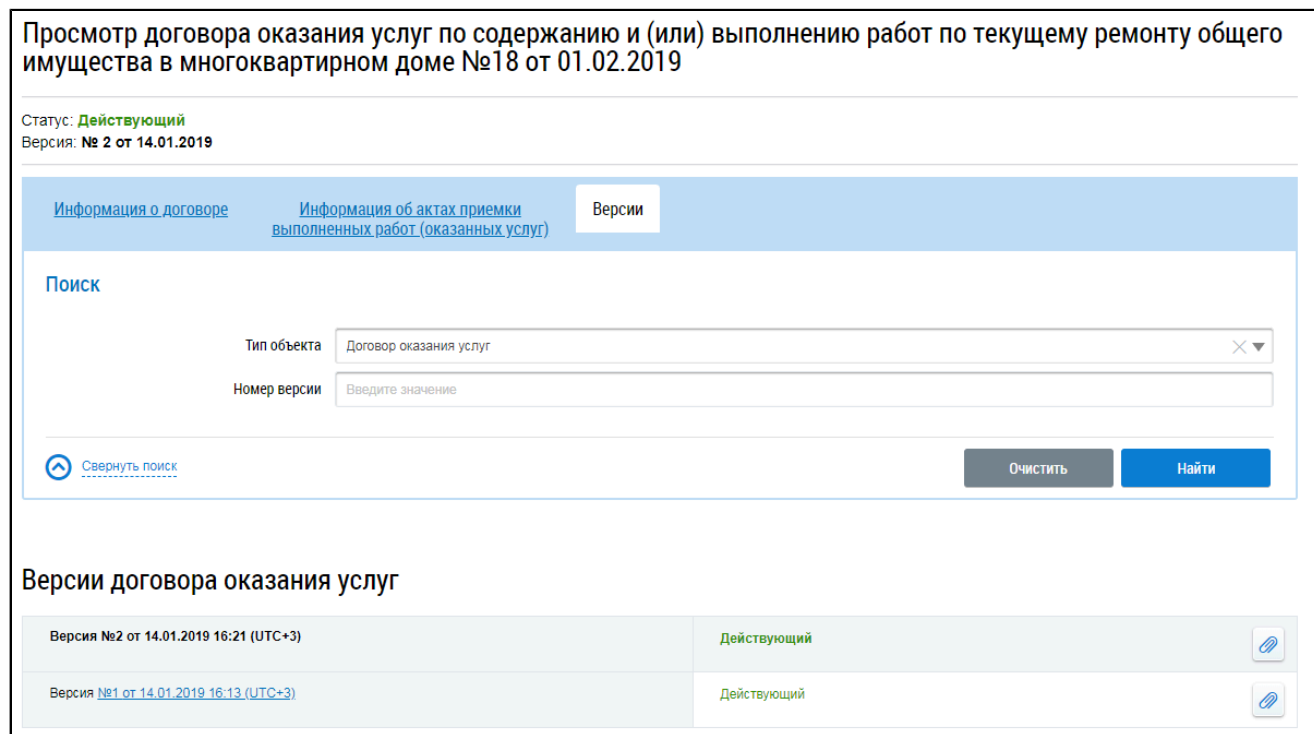 Просмотр договора оказания услуг по содержанию и (или) выполнению работ по текущему ремонту общего
имущества в многоквартирном доме №18 от 01.02.2019
Статус: Действующий
Версия: № 2 от 14.01.2019
Информация о договоре
Информация об актах приемки
выполненных работ (оказанных услуг)
Версии
Поиск
Тип объекта Договор оказания услуг
Номер версии Введите значение
Свернуть поиск Очистить Найти
Версии договора оказания услуг
Версия №2 от 14.01.2019 16:21 (UTC+3) Действующий
Версия №1 от 14.01.2019 16:13 (UTC+3) Действующий